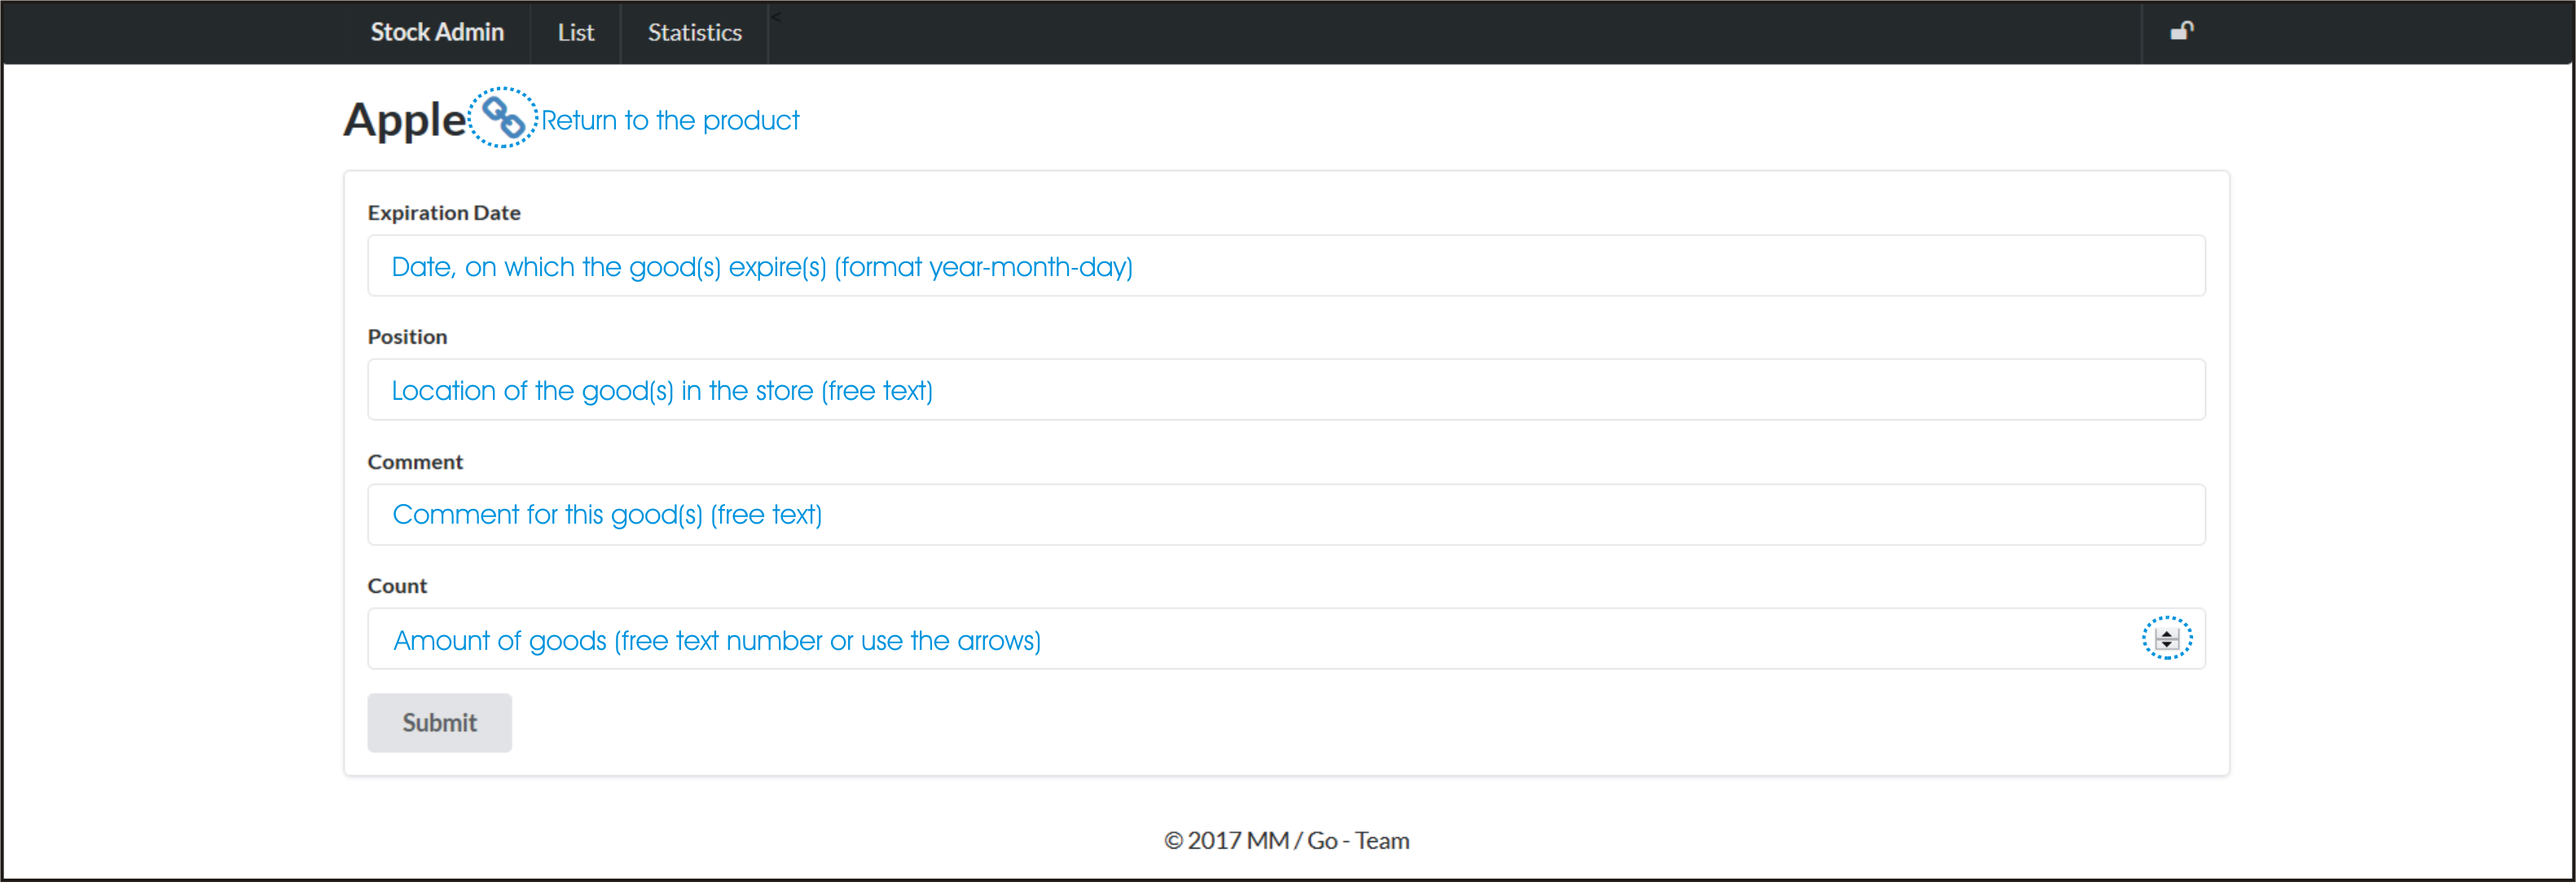 Stock Admin List Statistics <
Apple Return to the product
Expiration Date
Date, on which the good(s) expire(s) (format year-month-day)
Position
Location of the good(s) in the store (free text)
Comment
Comment for this good(s) (free text)
Count
Amount of goods (free text number or use the arrows)
Submit
© 2017 MM / Go - Team